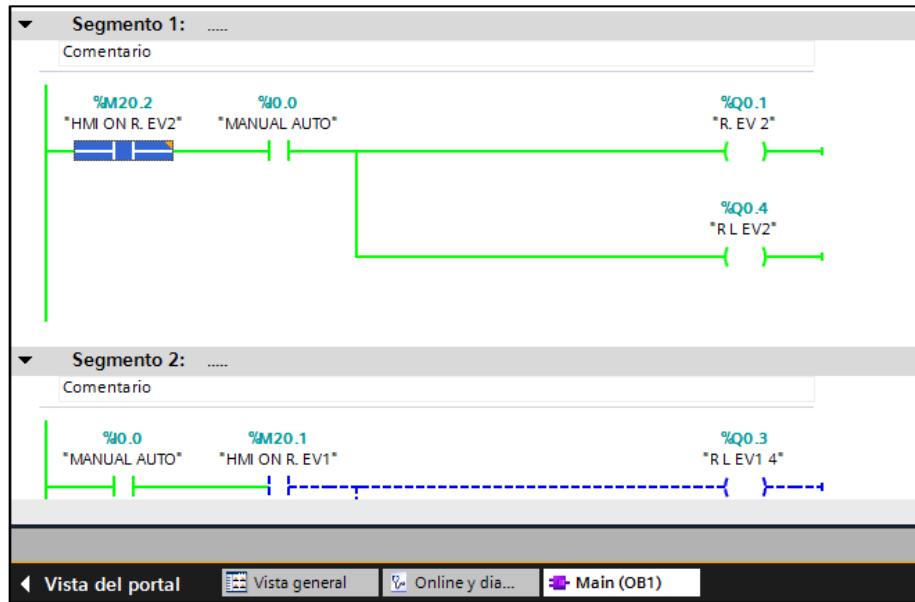 Segmento 1: .....
Comentario
%M20.2 %I0.0 %Q0.1
"HMI ON R. EV2" "MANUAL AUTO" "R. EV 2"
%Q0.4
"R L EV2"
Segmento 2: .....
Comentario
%I0.0 %M20.1 %Q0.3
"MANUAL AUTO" "HMI ON R. EV1" "R L EV1 4"
Vista del portal Vista general Online y dia... Main (OB1)